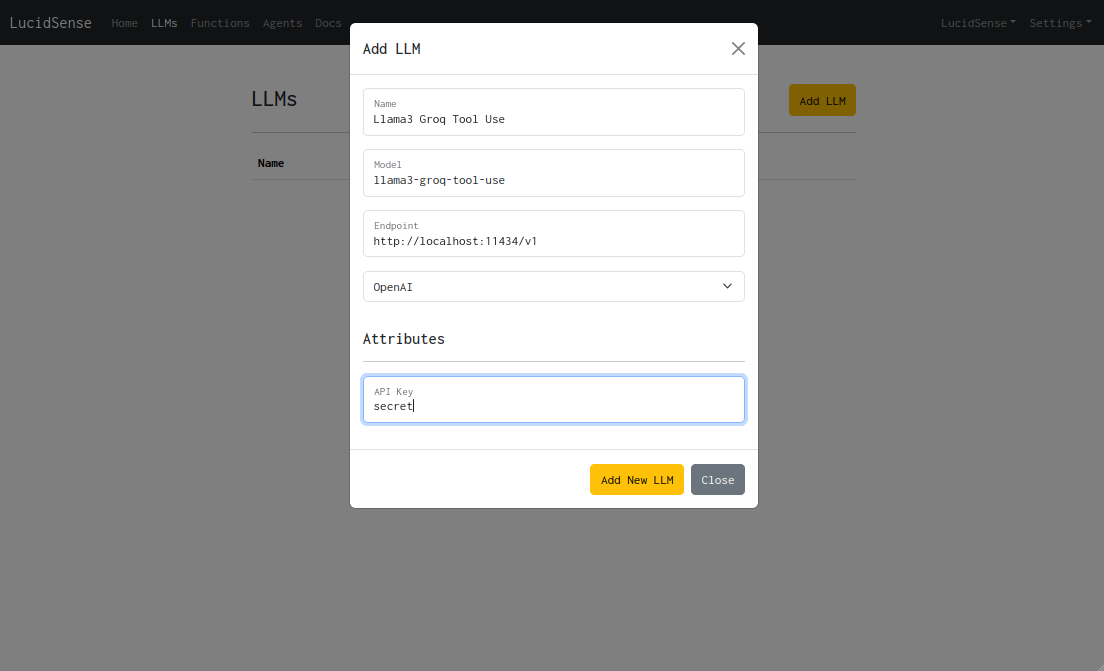 LucidSense Home LLMs Functions Agents Docs LucidSense Settings
Add LLM
LLMs
Add LLM
Name
Name
Llama3 Groq Tool Use
Model
llama3-groq-tool-use
Endpoint
http://localhost:11434/v1
OpenAI
Attributes
API Key
secret
Add New LLM Close